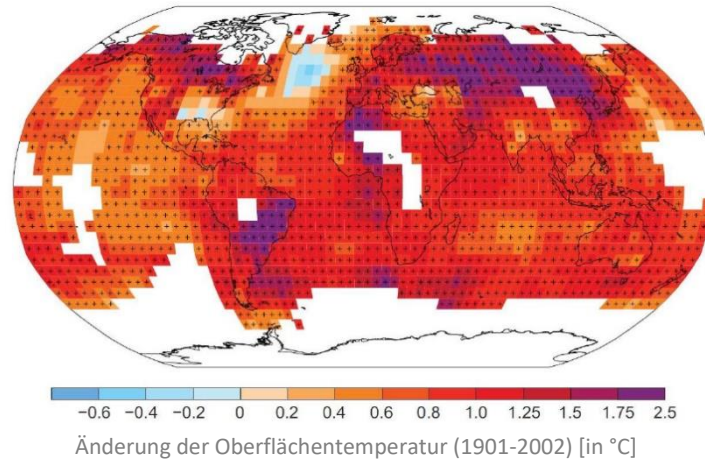 −0.6 −0.4 −0.2 0 0.2 0.4 0.6 0.8 1.0 1.25 1.5 1.75 2.5
Änderung der Oberflächentemperatur (1901-2002) [in °C]